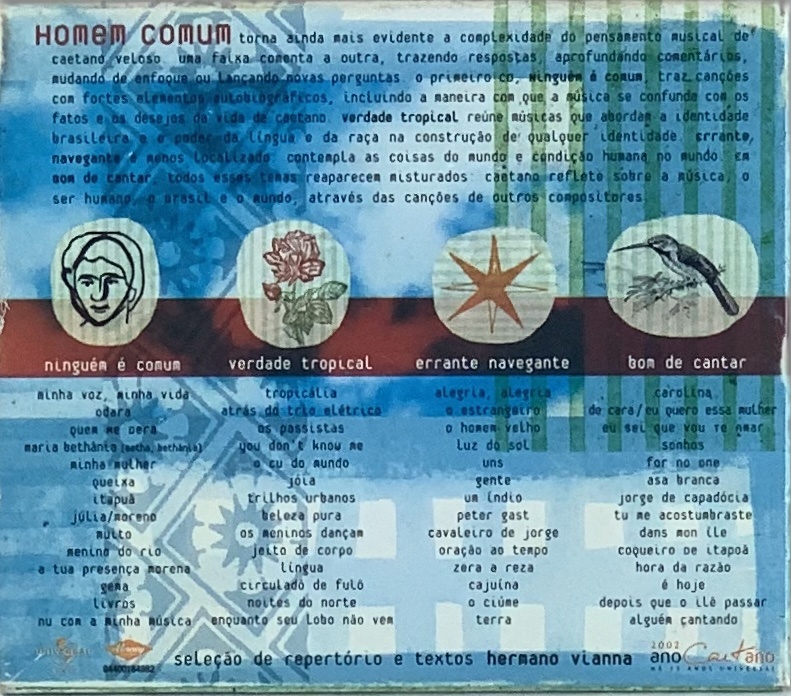 HOMEM COMUM torna ainda mais evidente a complexidade do pensamento musical de
caetano veloso. uma faixa comenta a outra, trazendo respostas, aprofundando comentários,
mudando de enfoque ou lançando novas perguntas. o primeiro cd, ninguém é comum, traz canções
com fortes elementos autobiográficos, incluindo a maneira com que a música se confunde com os
fatos e os desejos da vida de caetano. verdade tropical reúne músicas que abordam a identidade
brasileira e o poder da língua e da raça na construção de qualquer identidade. errante,
navegante é menos localizado: contempla as coisas do mundo e condição humana no mundo. em
bom de cantar, todos esses temas reaparecem misturados: caetano reflete sobre a música, o
ser humano, o brasil e o mundo, através das canções de outros compositores.
ninguém é comum
minha voz, minha vida
odara
quem me dera
maria bethânia [betha, bethânia]
minha mulher
queixa
itapuã
júlia/moreno
muito
menino do rio
a tua presença morena
gema
livros
nu com a minha música
verdade tropical
tropicália
atrás do trio elétrico
os passistas
you don't know me
o cu do mundo
jóia
trilhos urbanos
beleza pura
os meninos dançam
jeito de corpo
língua
circuladô de fulô
noites do norte
enquanto seu lobo não vem
errante navegante
alegria, alegria
o estrangeiro
o homem velho
luz do sol
uns
gente
um índio
peter gast
cavaleiro de jorge
oração ao tempo
zera a reza
cajuína
o ciúme
terra
bom de cantar
carolina
de cara/eu quero essa mulher
eu sei que vou te amar
sonhos
for no one
asa branca
jorge de capadócia
tu me acostumbraste
dans mon île
coqueiro de itapoã
hora da razão
é hoje
depois que o ilê passar
alguém cantando
UNIVERSAL
Mercury
04400184382
seleção de repertório e textos hermano vianna
2002
ano Caetano
HÁ 35 ANOS UNIVERSAL